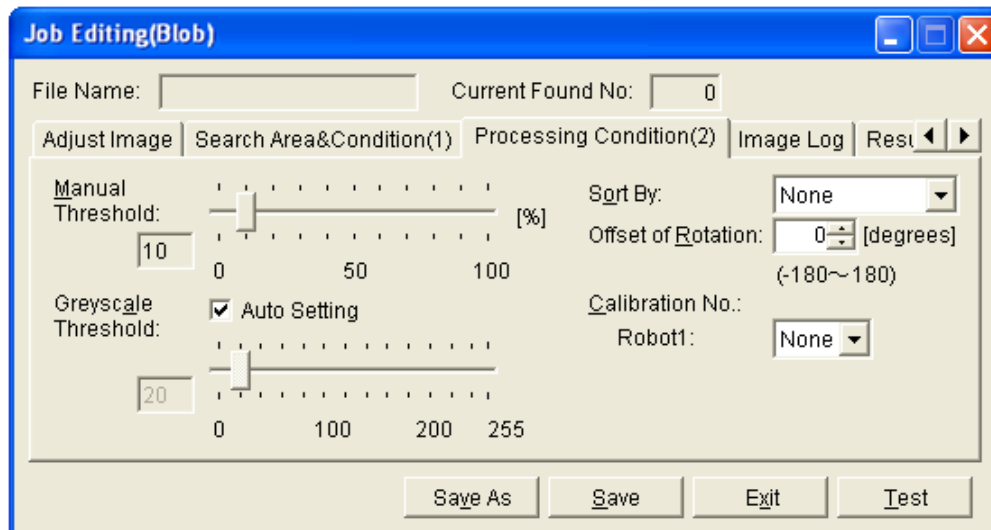 Job Editing(Blob)
File Name: Current Found No: 0
Adjust Image Search Area&Condition(1) Processing Condition(2) Image Log
Manual
Threshold:
10
[%]
0 50 100
Sort By: None
Offset of Rotation: 0 [degrees]
(-180～180)
Greyscale
Threshold:
Auto Setting
20
0 100 200 255
Calibration No.:
Robot1: None
Save As Save Exit Test